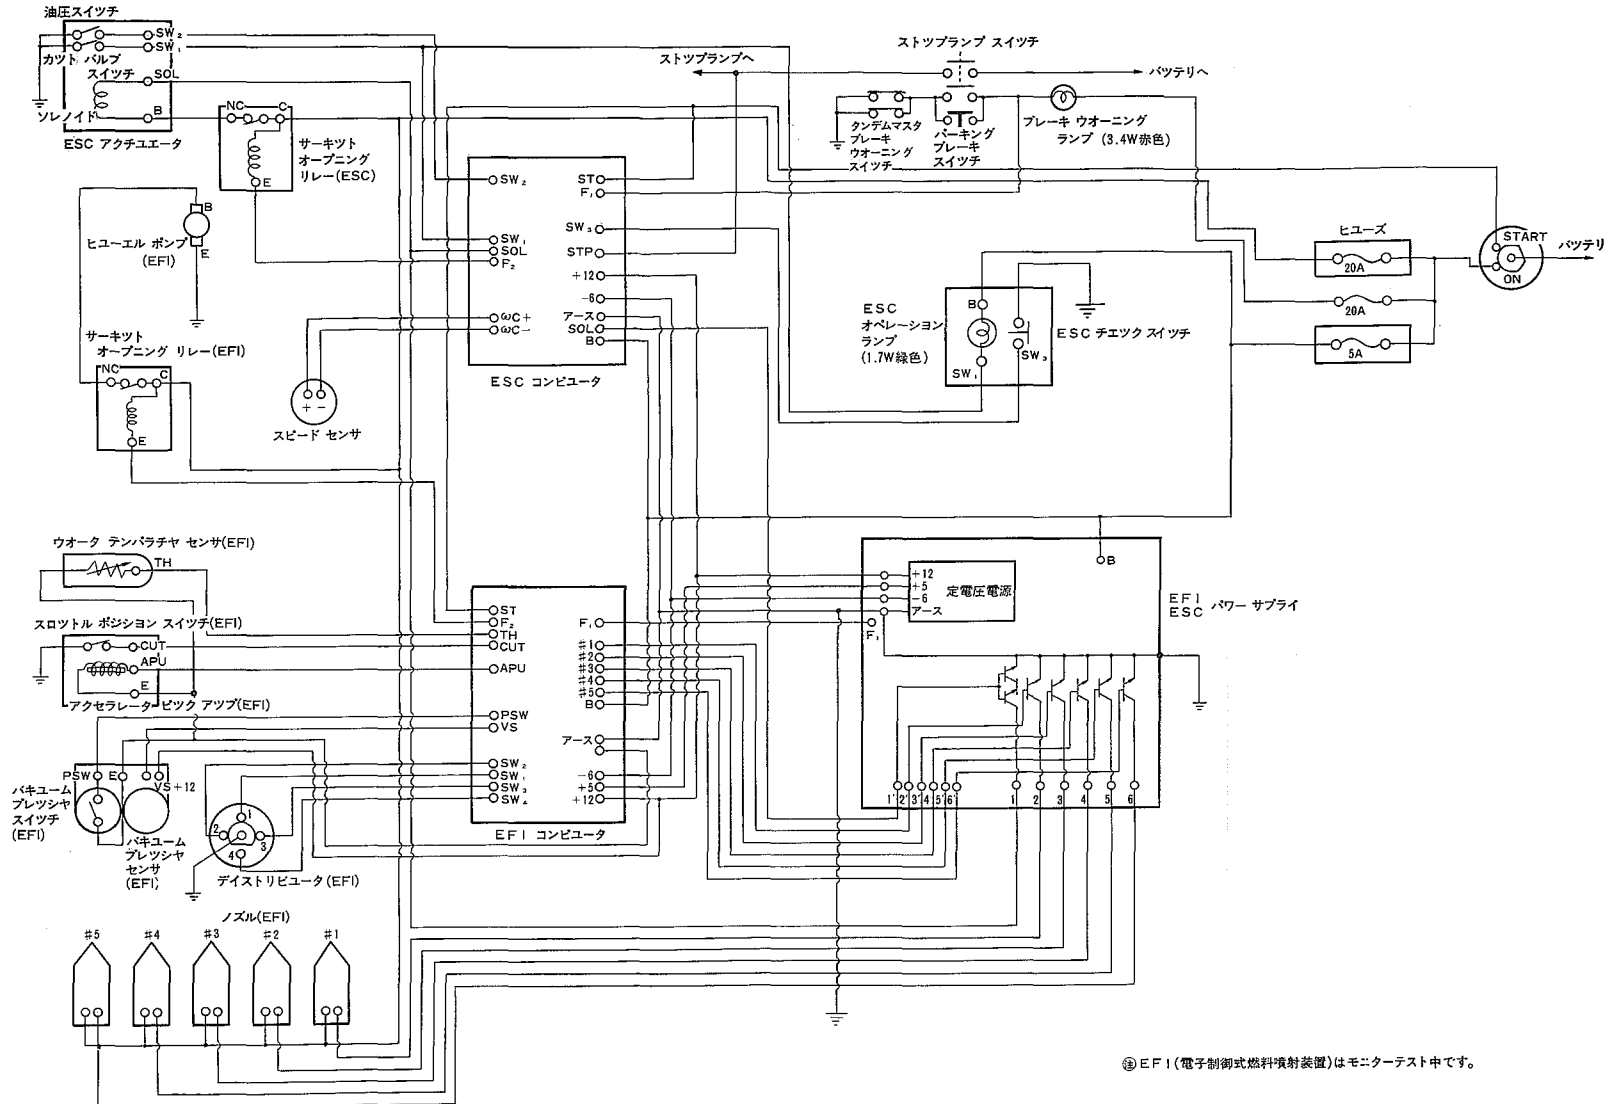 油圧スイッチ
SW₂
SW₁
カツト バルブ
スイッチ
SOL
ソレノイド
B
ESC アクチユエータ
NC
C
E
サーキツト
オープニング
リレー(ESC)
B
E
ヒユーエル ポンプ
(EFI)
サーキツト
オープニング リレー(EFI)
NC
C
E
+ −
スピード センサ
SW₂
SW₁
SOL
F₂
ωC+
ωC−
ST
F₁
SW₃
STP
+12
-6
アース
SOL
B
ESC コンピユータ
ストツプランプへ
ストツプランプ スイツチ
バツテリへ
タンデムマスタ
ブレーキ
ウオーニング
スイツチ
パーキング
ブレーキ
スイツチ
ブレーキ ウオーニング
ランプ (3.4W赤色)
ヒユーズ
20A
20A
5A
START
ON
バツテリ
ESC
オペレーション
ランプ
(1.7W緑色)
B
SW₁
SW₃
ESC チエツク スイツチ
ウオータ テンパラチヤ センサ(EFI)
TH
スロツトル ポジシヨン スイツチ(EFI)
CUT
APU
E
アクセラレータ ピツク アツプ(EFI)
PSW
E
VS
+12
バキユーム
プレツシヤ
スイツチ
(EFI)
バキユーム
プレツシヤ
センサ
(EFI)
1
2
3
4
デイストリビユータ(EFI)
ST
F₂
TH
CUT
APU
PSW
VS
SW₂
SW₁
SW₃
SW₄
F₁
#1
#2
#3
#4
#5
B
アース
-6
+5
+12
EFI コンピユータ
B
+12
+5
-6
アース
定電圧電源
F₁
EFI
ESC パワー サプライ
1' 2' 3' 4' 5' 6'
1 2 3 4 5 6
ノズル(EFI)
#5 #4 #3 #2 #1
㊟EFI(電子制御式燃料噴射装置)はモニターテスト中です。